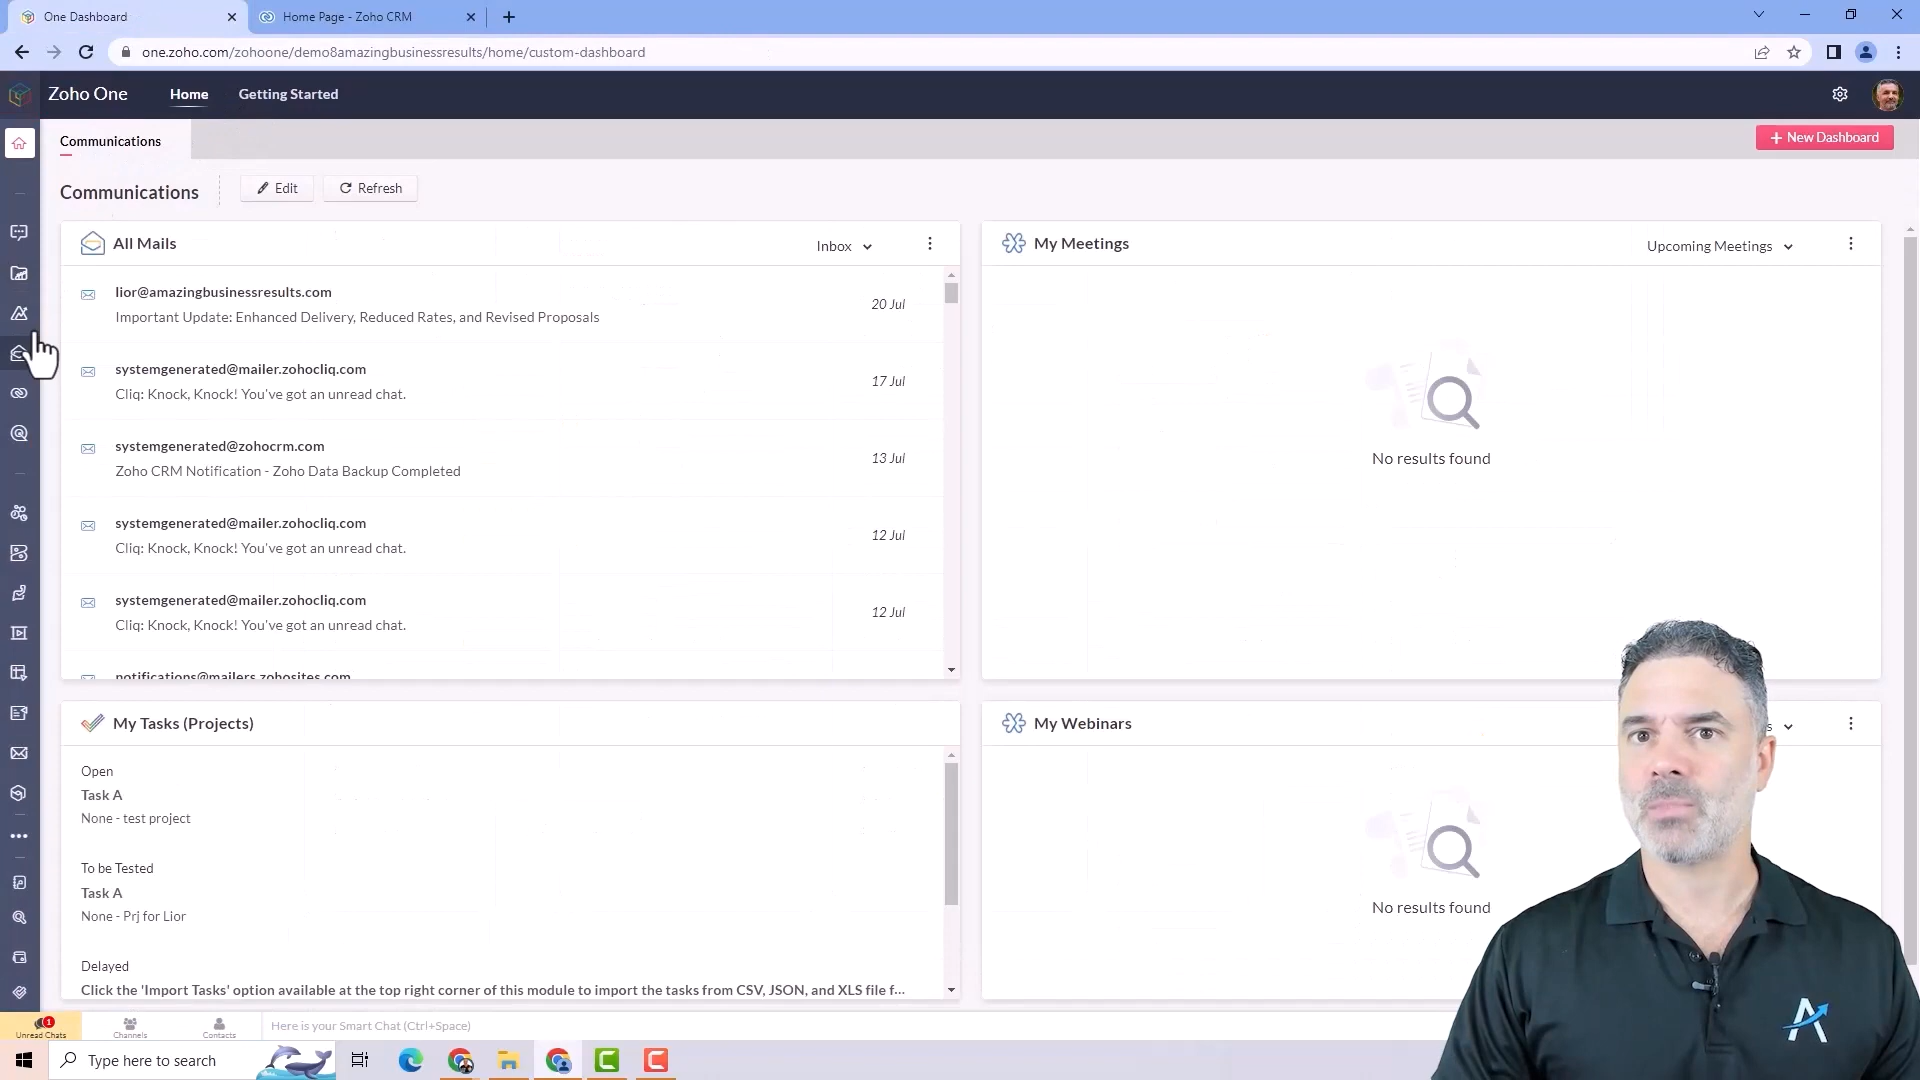 One Dashboard
Home Page - Zoho CRM
one.zoho.com/zohoone/demo8amazingbusinessresults/home/custom-dashboard
Zoho One
Home
Getting Started
Communications
+ New Dashboard
Communications
Edit
Refresh
All Mails
Inbox
lior@amazingbusinessresults.com
20 Jul
Important Update: Enhanced Delivery, Reduced Rates, and Revised Proposals
systemgenerated@mailer.zohocliq.com
17 Jul
Cliq: Knock, Knock! You've got an unread chat.
systemgenerated@zohocrm.com
13 Jul
Zoho CRM Notification - Zoho Data Backup Completed
systemgenerated@mailer.zohocliq.com
12 Jul
Cliq: Knock, Knock! You've got an unread chat.
systemgenerated@mailer.zohocliq.com
12 Jul
Cliq: Knock, Knock! You've got an unread chat.
notifications@mailers.zohosites.com
My Meetings
Upcoming Meetings
No results found
My Tasks (Projects)
Open
Task A
None - test project
To be Tested
Task A
None - Prj for Lior
Delayed
Click the 'Import Tasks' option available at the top right corner of this module to import the tasks from CSV, JSON, and XLS file f...
My Webinars
No results found
1
Unread Chats
Channels
Contacts
Here is your Smart Chat (Ctrl+Space)
Type here to search